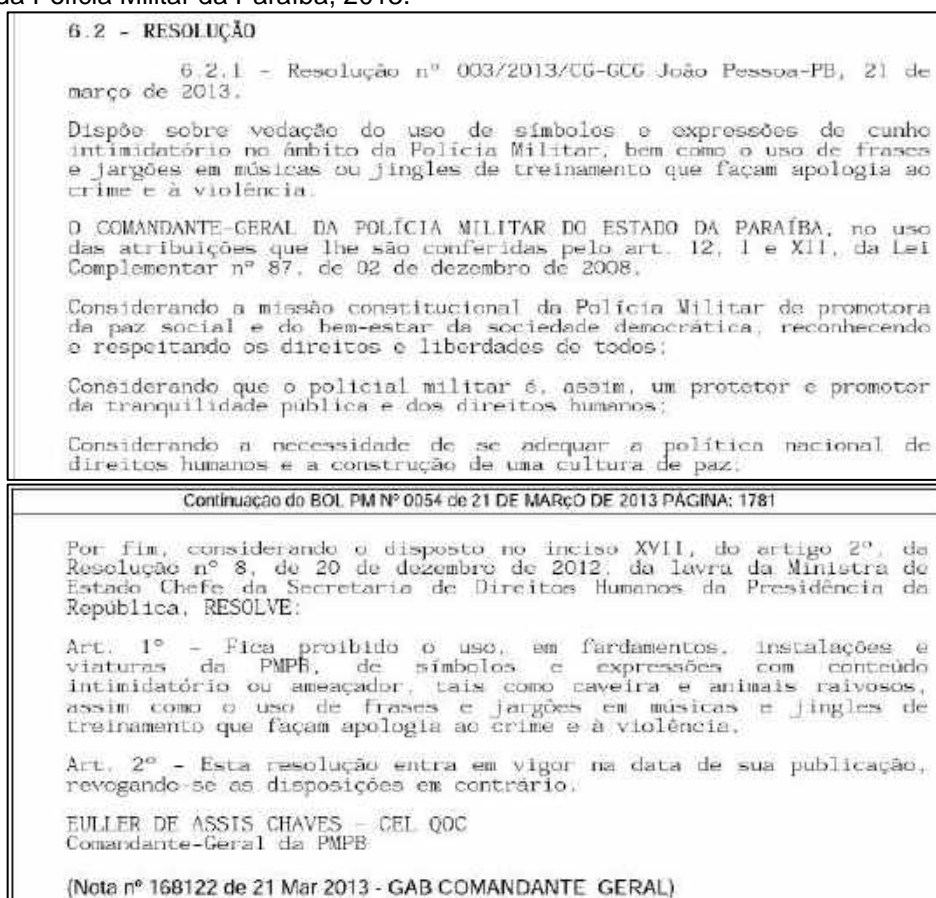 da Polícia Militar da Paraíba, 2013.
6.2 - RESOLUÇÃO
6.2.1 - Resolução nº 003/2013/CG-GCG João Pessoa-PB, 21 de
março de 2013.
Dispõe sobre vedação do uso de símbolos e expressões de cunho
intimidatório no âmbito da Polícia Militar, bem como o uso de frases
e jargões em músicas ou jingles de treinamento que façam apologia ao
crime e à violência.
O COMANDANTE-GERAL DA POLÍCIA MILITAR DO ESTADO DA PARAÍBA, no uso
das atribuições que lhe são conferidas pelo art. 12, I e XII, da Lei
Complementar nº 87, de 02 de dezembro de 2008,
Considerando a missão constitucional da Polícia Militar de promotora
da paz social e do bem-estar da sociedade democrática, reconhecendo
e respeitando os direitos e liberdades de todos;
Considerando que o policial militar é, assim, um protetor e promotor
da tranquilidade pública e dos direitos humanos;
Considerando a necessidade de se adequar a política nacional de
direitos humanos e a construção de uma cultura de paz;
Continuação do BOL PM Nº 0054 de 21 DE MARçO DE 2013 PÁGINA: 1781
Por fim, considerando o disposto no inciso XVII, do artigo 2º, da
Resolução nº 8, de 20 de dezembro de 2012, da lavra da Ministra de
Estado Chefe da Secretaria de Direitos Humanos da Presidência da
República, RESOLVE:
Art. 1º - Fica proibido o uso, em fardamentos, instalações e
viaturas da PMPB, de símbolos e expressões com conteúdo
intimidatório ou ameaçador, tais como caveira e animais raivosos,
assim como o uso de frases e jargões em músicas e jingles de
treinamento que façam apologia ao crime e à violência.
Art. 2º - Esta resolução entra em vigor na data de sua publicação,
revogando-se as disposições em contrário.
EULLER DE ASSIS CHAVES - CEL QOC
Comandante-Geral da PMPB
(Nota nº 168122 de 21 Mar 2013 - GAB COMANDANTE GERAL)